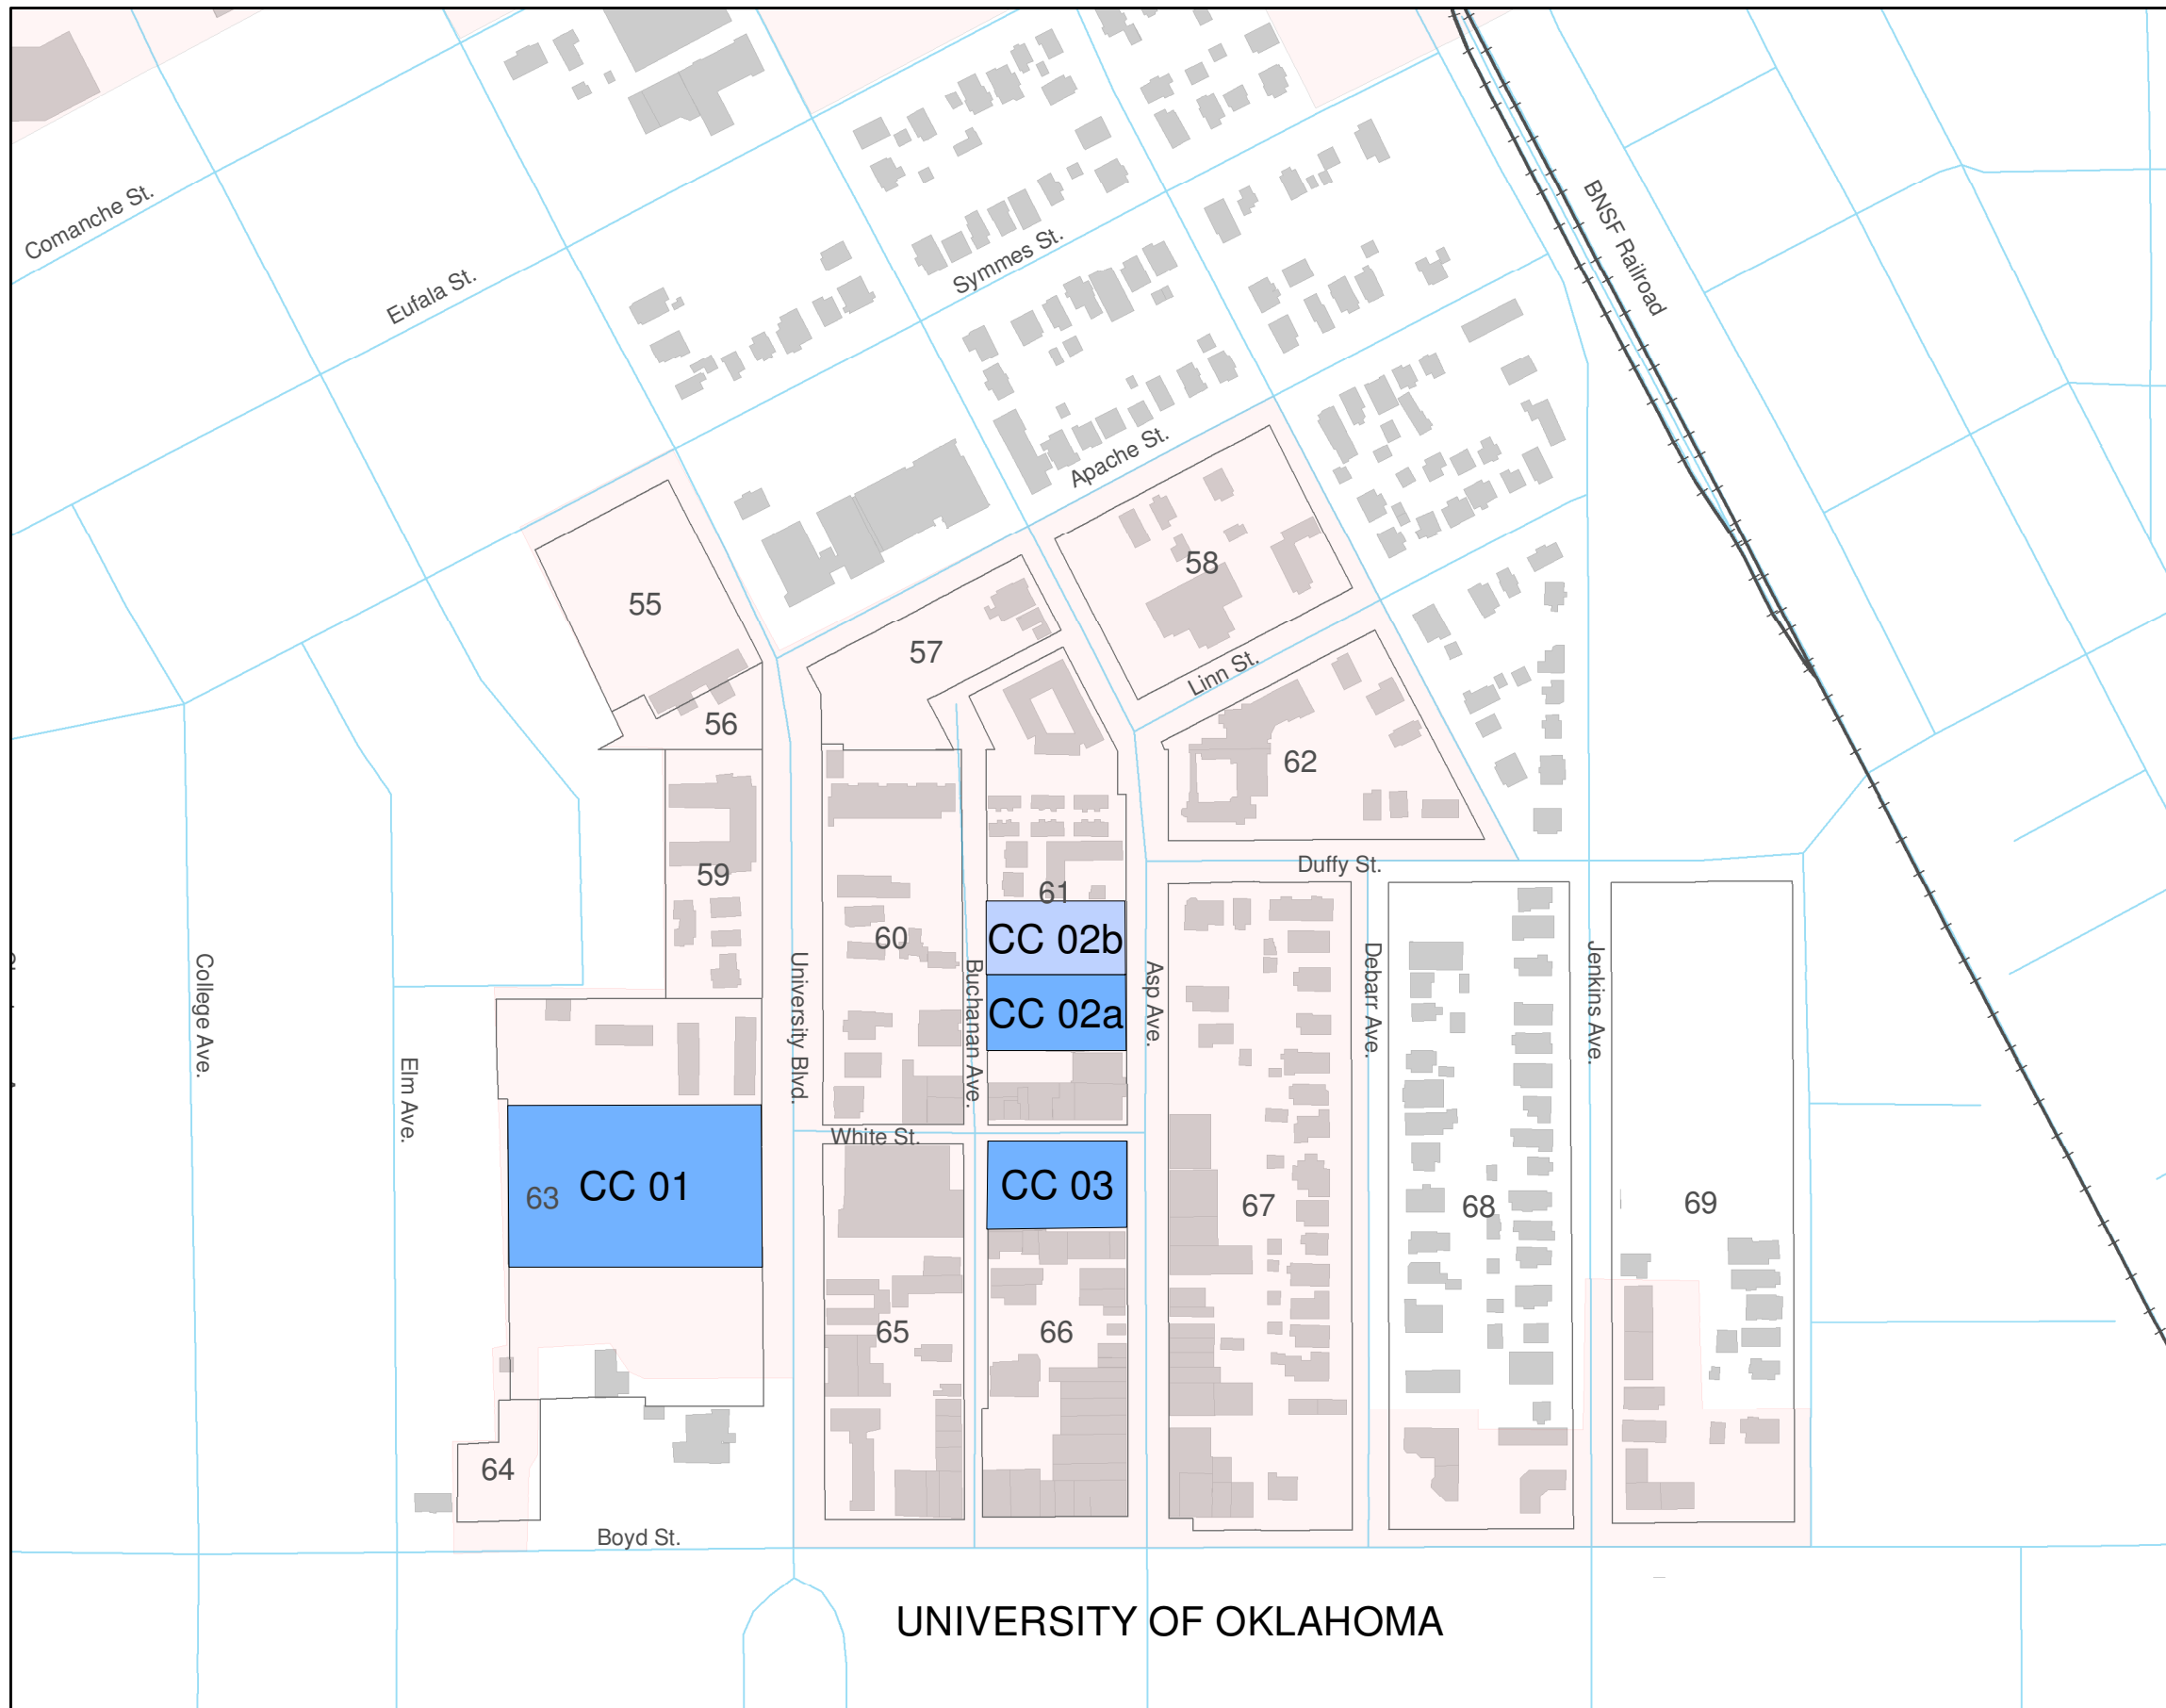 Comanche St.
Eufala St.
Symmes St.
BNSF Railroad
Apache St.
55
58
57
Linn St.
56
62
Duffy St.
59
61
60
CC 02b
CC 02a
College Ave.
Elm Ave.
University Blvd.
Buchanan Ave.
Asp Ave.
Debarr Ave.
Jenkins Ave.
White St.
63
CC 01
CC 03
67
68
69
65
66
64
Boyd St.
UNIVERSITY OF OKLAHOMA